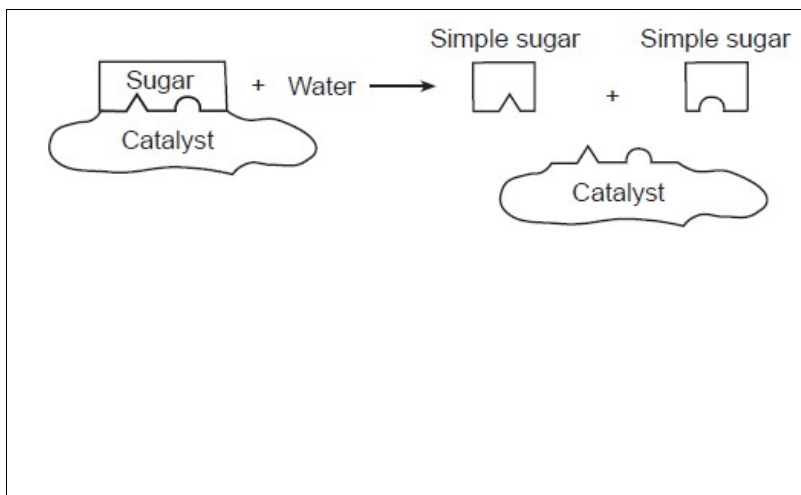 Simple sugar Simple sugar
Sugar + Water
+
Catalyst
Catalyst